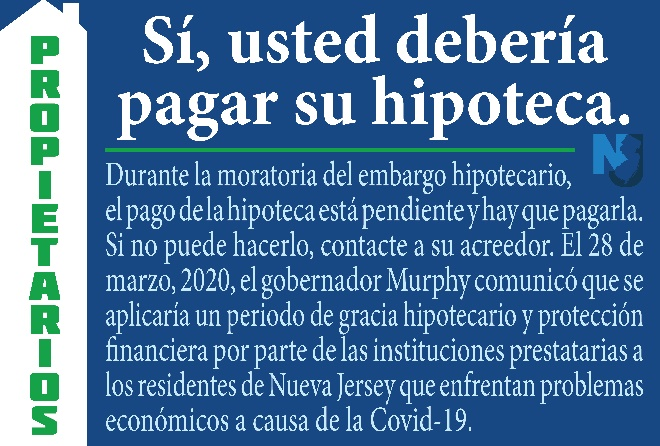 PROPIETARIOS
Sí, usted debería
pagar su hipoteca.
Durante la moratoria del embargo hipotecario,
el pago de la hipoteca está pendiente y hay que pagarla.
Si no puede hacerlo, contacte a su acreedor. El 28 de
marzo, 2020, el gobernador Murphy comunicó que se
aplicaría un periodo de gracia hipotecario y protección
financiera por parte de las instituciones prestatarias a
los residentes de Nueva Jersey que enfrentan problemas
económicos a causa de la Covid-19.